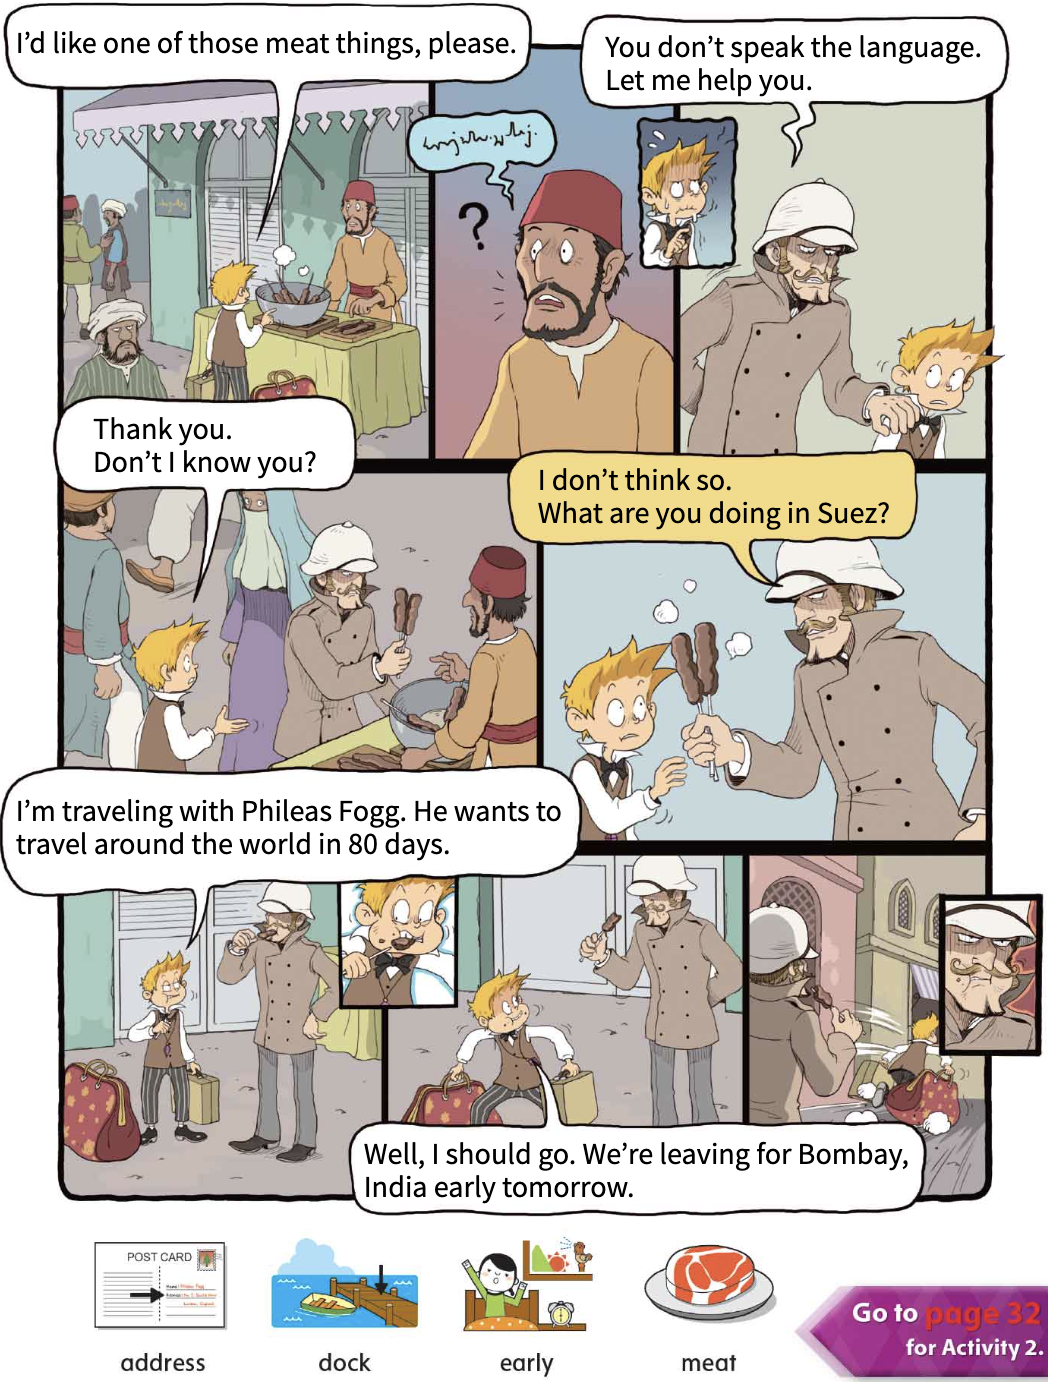 I'd like one of those meat things, please.
You don't speak the language.
Let me help you.
?
Thank you.
Don't I know you?
I don't think so.
What are you doing in Suez?
I'm traveling with Phileas Fogg. He wants to
travel around the world in 80 days.
Well, I should go. We're leaving for Bombay,
India early tomorrow.
POST CARD
address
dock
early
meat
Go to page 32
for Activity 2.